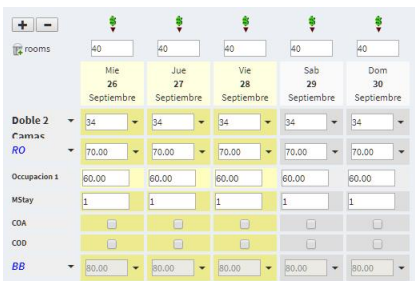 + −
rooms 40 40 40 40 40
Mie Jue Vie Sab Dom
26 27 28 29 30
Septiembre Septiembre Septiembre Septiembre Septiembre
Doble 2 34 34 34 34 34
Camas
RO 70.00 70.00 70.00 70.00 70.00
Occupacion 1 60.00 60.00 60.00 60.00 60.00
MStay 1 1 1 1 1
COA
COD
BB 80.00 80.00 80.00 80.00 80.00